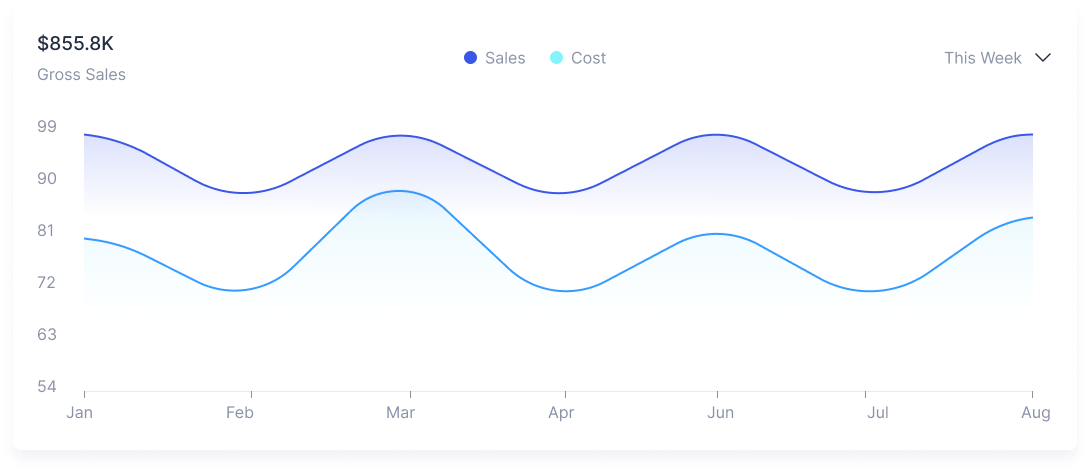 $855.8K
Gross Sales
Sales
Cost
This Week
99
90
81
72
63
54
Jan
Feb
Mar
Apr
Jun
Jul
Aug